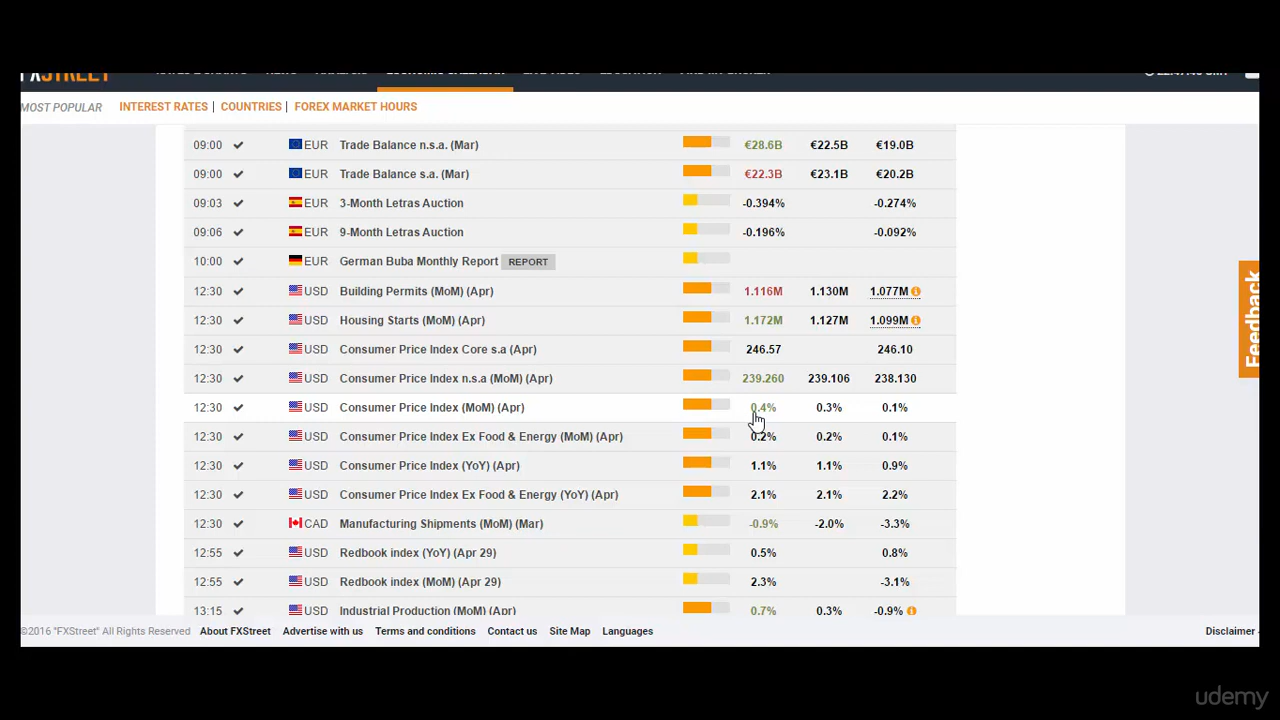 FXSTREET
MOST POPULAR INTEREST RATES | COUNTRIES | FOREX MARKET HOURS
09:00 EUR Trade Balance n.s.a. (Mar) €28.6B €22.5B €19.0B
09:00 EUR Trade Balance s.a. (Mar) €22.3B €23.1B €20.2B
09:03 EUR 3-Month Letras Auction -0.394% -0.274%
09:06 EUR 9-Month Letras Auction -0.196% -0.092%
10:00 EUR German Buba Monthly Report REPORT
12:30 USD Building Permits (MoM) (Apr) 1.116M 1.130M 1.077M
12:30 USD Housing Starts (MoM) (Apr) 1.172M 1.127M 1.099M
12:30 USD Consumer Price Index Core s.a (Apr) 246.57 246.10
12:30 USD Consumer Price Index n.s.a (MoM) (Apr) 239.260 239.106 238.130
12:30 USD Consumer Price Index (MoM) (Apr) 0.4% 0.3% 0.1%
12:30 USD Consumer Price Index Ex Food & Energy (MoM) (Apr) 0.2% 0.2% 0.1%
12:30 USD Consumer Price Index (YoY) (Apr) 1.1% 1.1% 0.9%
12:30 USD Consumer Price Index Ex Food & Energy (YoY) (Apr) 2.1% 2.1% 2.2%
12:30 CAD Manufacturing Shipments (MoM) (Mar) -0.9% -2.0% -3.3%
12:55 USD Redbook index (YoY) (Apr 29) 0.5% 0.8%
12:55 USD Redbook index (MoM) (Apr 29) 2.3% -3.1%
13:15 USD Industrial Production (MoM) (Apr) 0.7% 0.3% -0.9%
Feedback
©2016 "FXStreet" All Rights Reserved About FXStreet Advertise with us Terms and conditions Contact us Site Map Languages Disclaimer
udemy